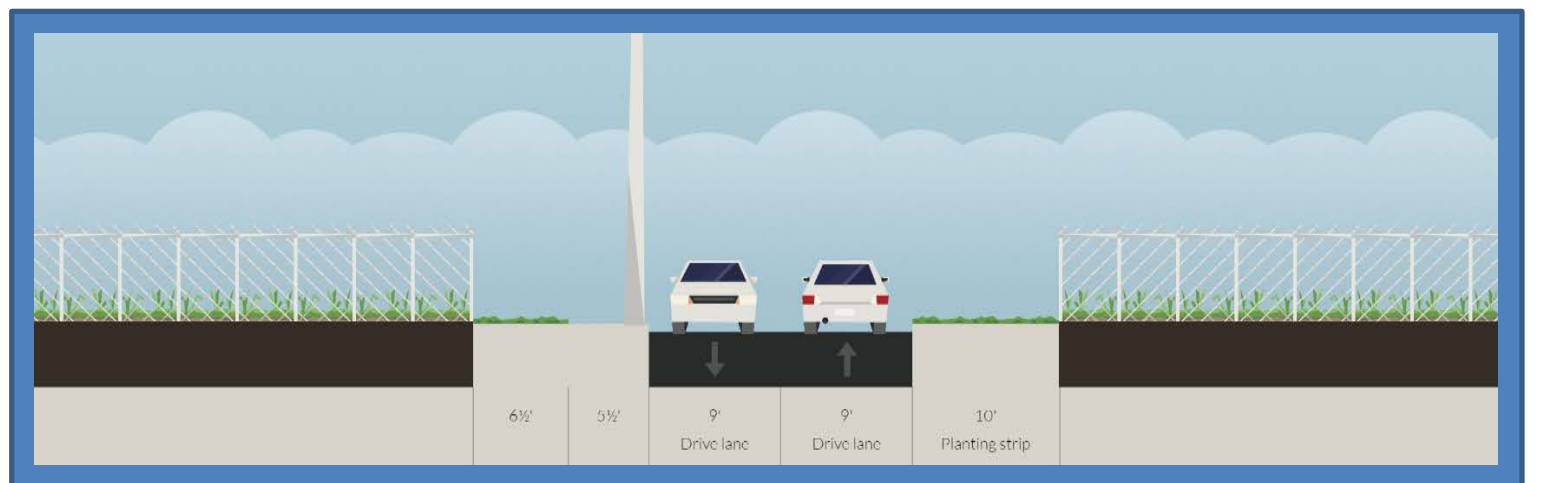 6½' 5½' 9' 9' 10'
Drive lane Drive lane Planting strip